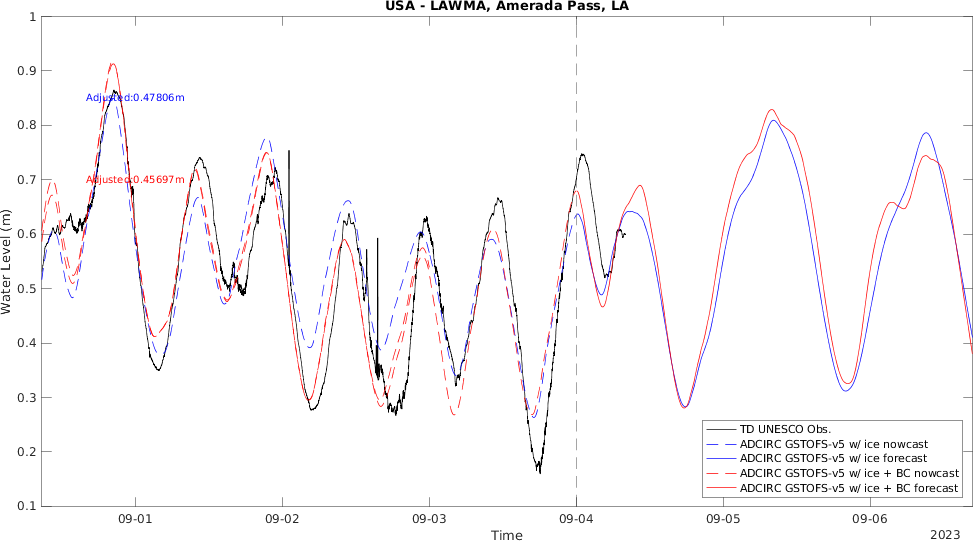 USA - LAWMA, Amerada Pass, LA
1
0.9
Adjusted:0.47806m
0.8
0.7
Adjusted:0.45697m
0.6
Water Level (m)
0.5
0.4
0.3
TD UNESCO Obs.
ADCIRC GSTOFS-v5 w/ ice nowcast
ADCIRC GSTOFS-v5 w/ ice forecast
ADCIRC GSTOFS-v5 w/ ice + BC nowcast
ADCIRC GSTOFS-v5 w/ ice + BC forecast
0.2
0.1
09-01 09-02 09-03 09-04 09-05 09-06
Time
2023